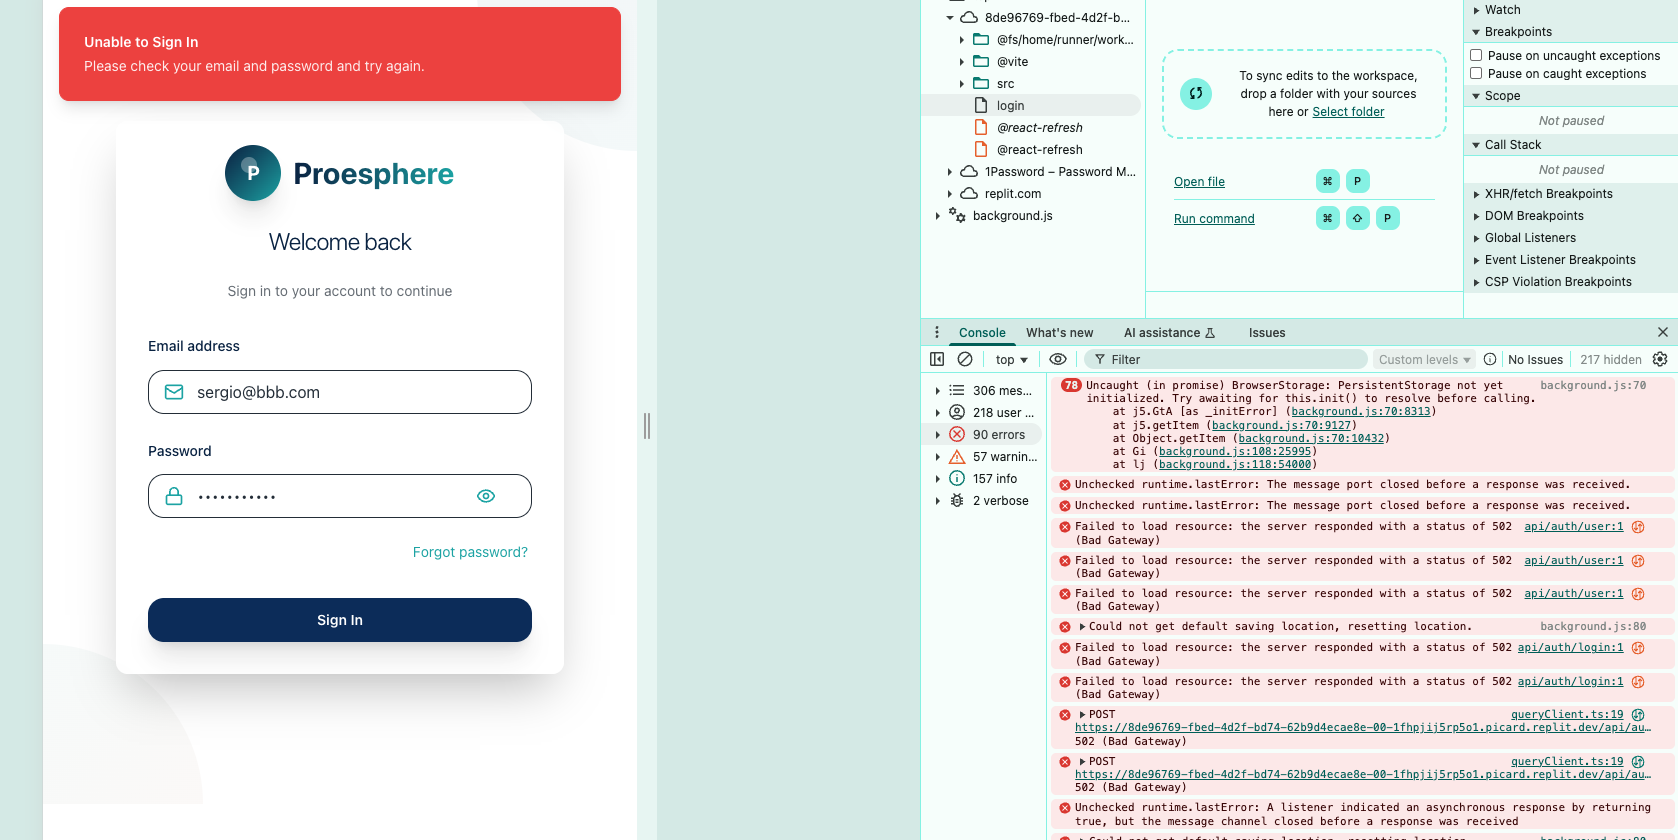 Unable to Sign In
Please check your email and password and try again.
P
Proesphere
Welcome back
Sign in to your account to continue
Email address
sergio@bbb.com
Password
•••••••••••
Forgot password?
Sign In
8de96769-fbed-4d2f-b...
@fs/home/runner/work...
@vite
src
login
@react-refresh
@react-refresh
1Password – Password M...
replit.com
background.js
To sync edits to the workspace,
drop a folder with your sources
here or Select folder
Open file
⌘ P
Run command
⌘ ⇧ P
Watch
Breakpoints
Pause on uncaught exceptions
Pause on caught exceptions
Scope
Not paused
Call Stack
Not paused
XHR/fetch Breakpoints
DOM Breakpoints
Global Listeners
Event Listener Breakpoints
CSP Violation Breakpoints
Console What's new AI assistance Issues
top Filter Custom levels No Issues 217 hidden
306 mes...
218 user ...
90 errors
57 warnin...
157 info
2 verbose
78 Uncaught (in promise) BrowserStorage: PersistentStorage not yet background.js:70
initialized. Try awaiting for this.init() to resolve before calling.
at j5.GtA [as _initError] (background.js:70:8313)
at j5.getItem (background.js:70:9127)
at Object.getItem (background.js:70:10432)
at Gi (background.js:108:25995)
at lj (background.js:118:54000)
Unchecked runtime.lastError: The message port closed before a response was received.
Unchecked runtime.lastError: The message port closed before a response was received.
Failed to load resource: the server responded with a status of 502 api/auth/user:1
(Bad Gateway)
Failed to load resource: the server responded with a status of 502 api/auth/user:1
(Bad Gateway)
Failed to load resource: the server responded with a status of 502 api/auth/user:1
(Bad Gateway)
Could not get default saving location, resetting location. background.js:80
Failed to load resource: the server responded with a status of 502 api/auth/login:1
(Bad Gateway)
Failed to load resource: the server responded with a status of 502 api/auth/login:1
(Bad Gateway)
POST queryClient.ts:19
https://8de96769-fbed-4d2f-bd74-62b9d4ecae8e-00-1fhpjij5rp5o1.picard.replit.dev/api/au…
502 (Bad Gateway)
POST queryClient.ts:19
https://8de96769-fbed-4d2f-bd74-62b9d4ecae8e-00-1fhpjij5rp5o1.picard.replit.dev/api/au…
502 (Bad Gateway)
Unchecked runtime.lastError: A listener indicated an asynchronous response by returning
true, but the message channel closed before a response was received